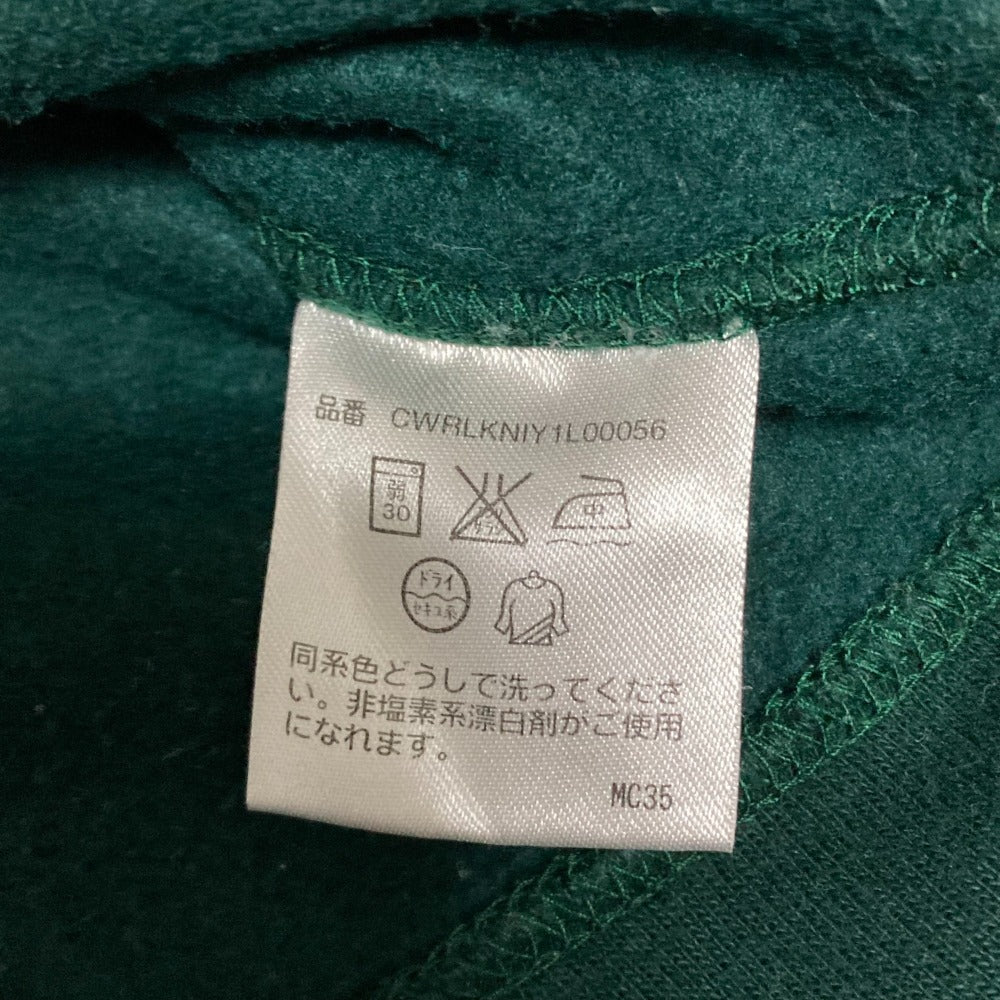 品番 CWRLKNIY1L00056
弱
30
中
ドライ
セキユ系
同系色どうしで洗ってくださ
い。非塩素系漂白剤がご使用
になれます。
MC35